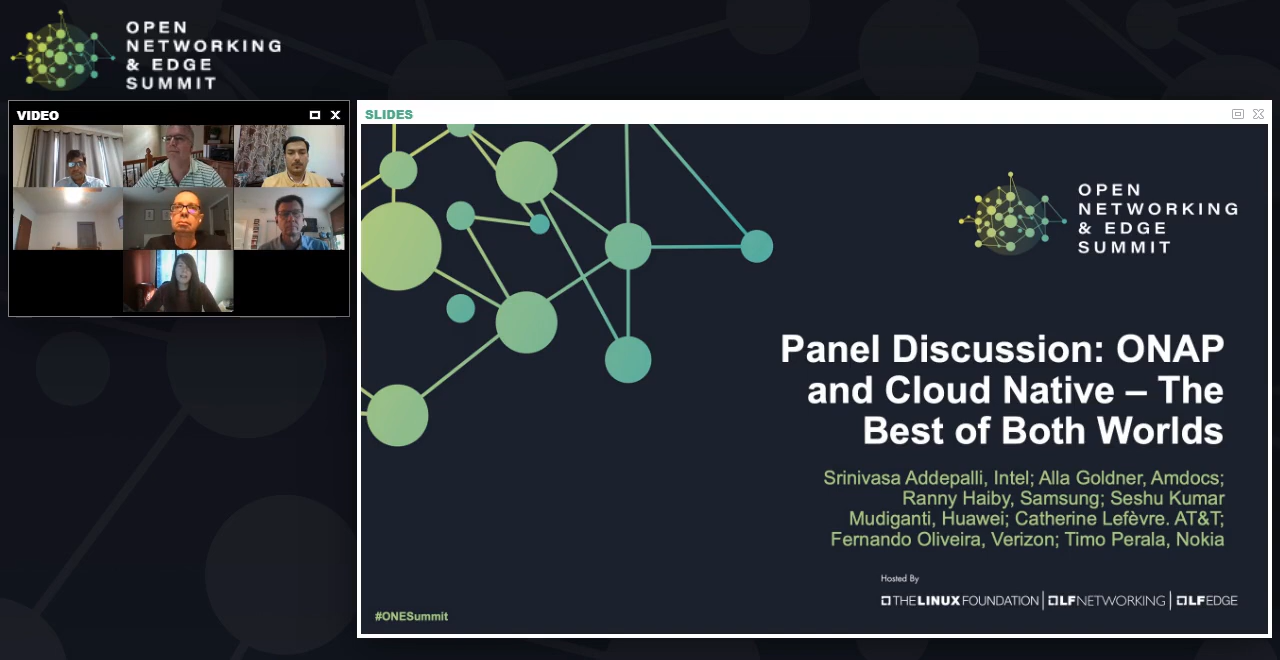 OPEN
NETWORKING
& EDGE
SUMMIT
VIDEO
SLIDES
OPEN
NETWORKING
& EDGE
SUMMIT
Panel Discussion: ONAP
and Cloud Native – The
Best of Both Worlds
Srinivasa Addepalli, Intel; Alla Goldner, Amdocs;
Ranny Haiby, Samsung; Seshu Kumar
Mudiganti, Huawei; Catherine Lefèvre. AT&T;
Fernando Oliveira, Verizon; Timo Perala, Nokia
Hosted By
THE LINUX FOUNDATION | LF NETWORKING | LF EDGE
#ONESummit